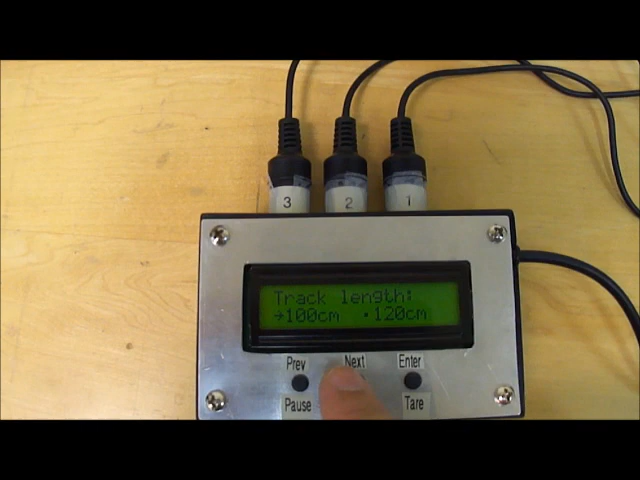 3 2 1
Track length:
→100cm •120cm
Prev Next Enter
Pause Tare